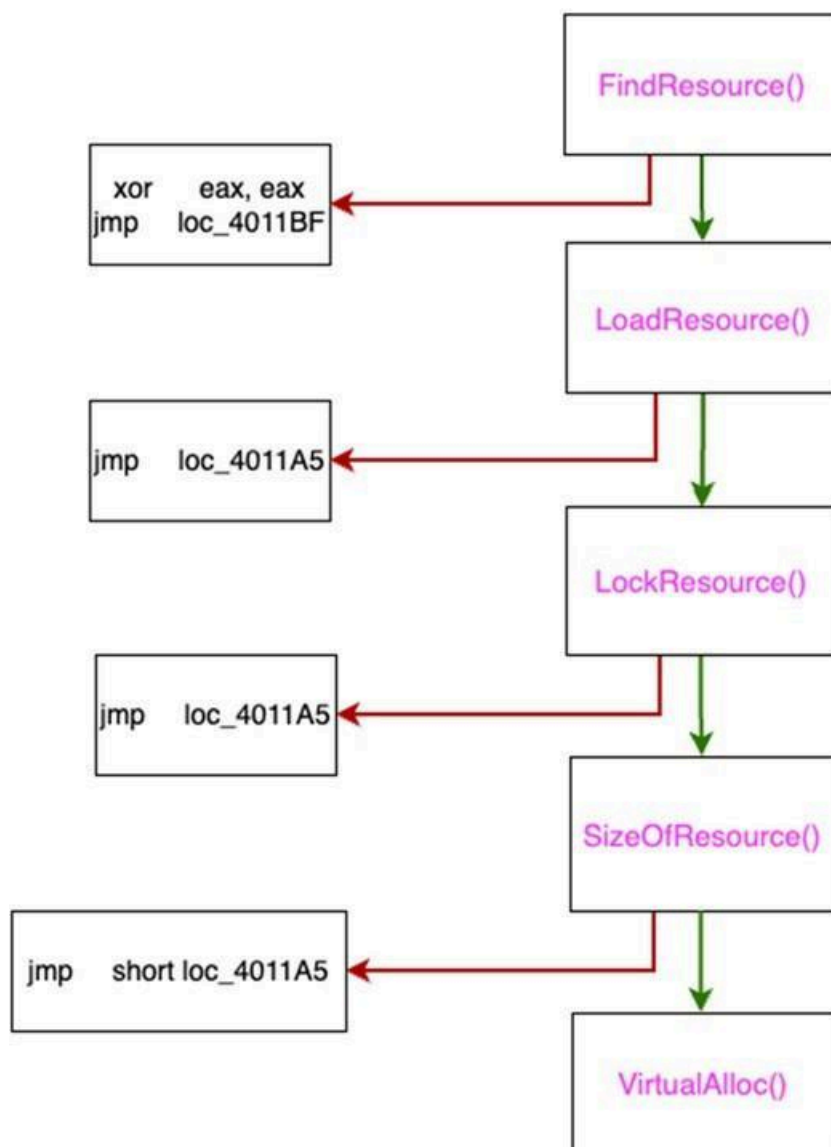 FindResource()
xor eax, eax
jmp loc_4011BF
LoadResource()
jmp loc_4011A5
LockResource()
jmp loc_4011A5
SizeOfResource()
jmp short loc_4011A5
VirtualAlloc()